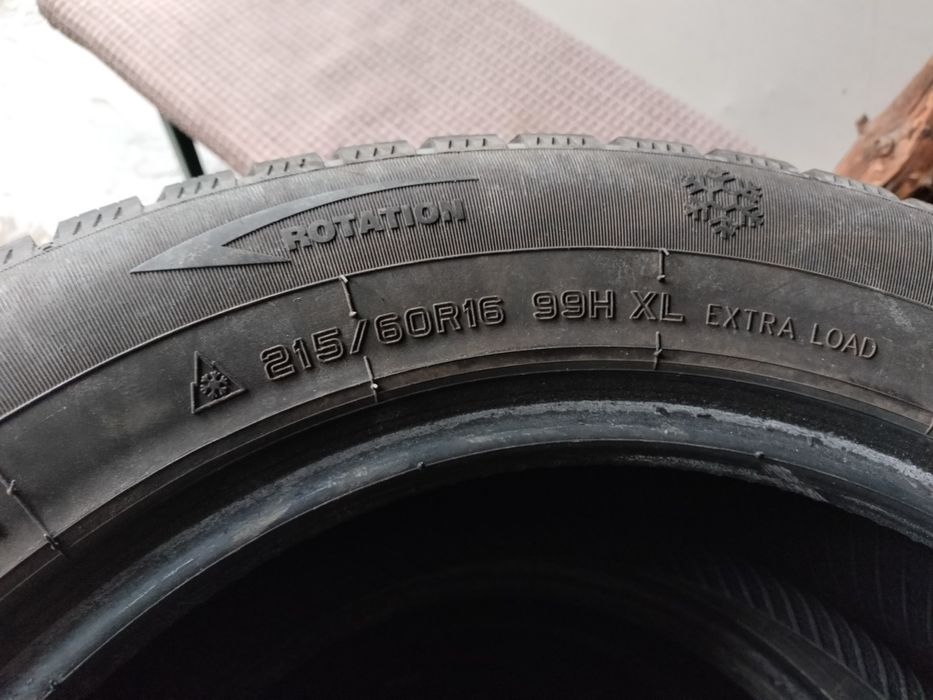 ROTATION
215/60R16 99H XL EXTRA LOAD